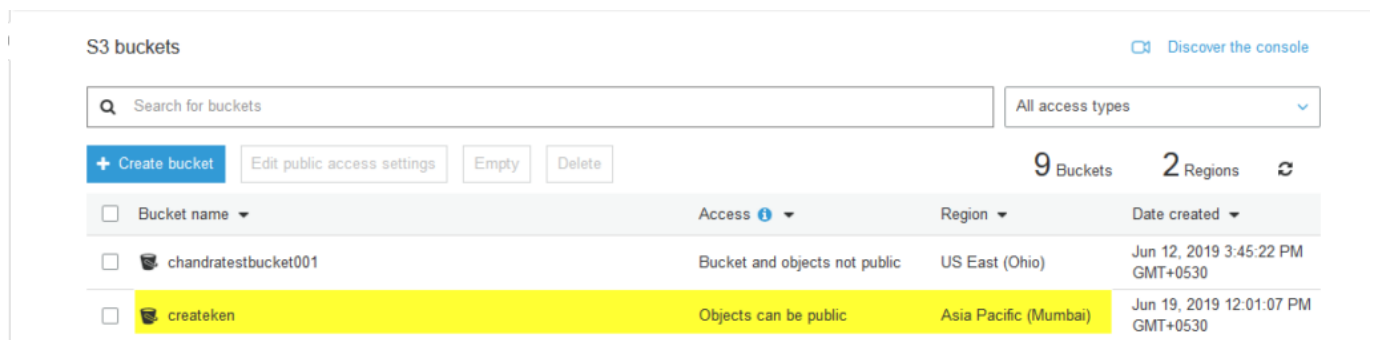 S3 buckets
Discover the console
Search for buckets
All access types
Create bucket
Edit public access settings
Empty
Delete
9 Buckets
2 Regions
Bucket name
Access
Region
Date created
chandratestbucket001
Bucket and objects not public
US East (Ohio)
Jun 12, 2019 3:45:22 PM
GMT+0530
createken
Objects can be public
Asia Pacific (Mumbai)
Jun 19, 2019 12:01:07 PM
GMT+0530